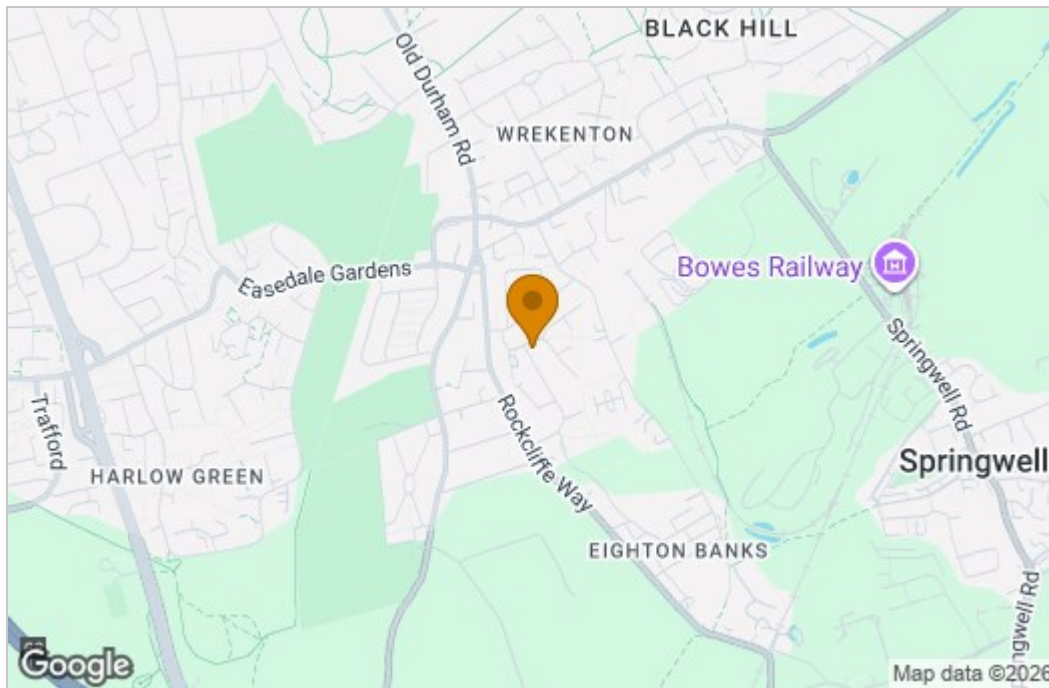 BLACK HILL
Old Durham Rd
WREKENTON
Bowes Railway
Easedale Gardens
Springwell Rd
Trafford
Rockcliffe Way
HARLOW GREEN
Springwell
EIGHTON BANKS
ngwell Rd
Google
Map data ©2026